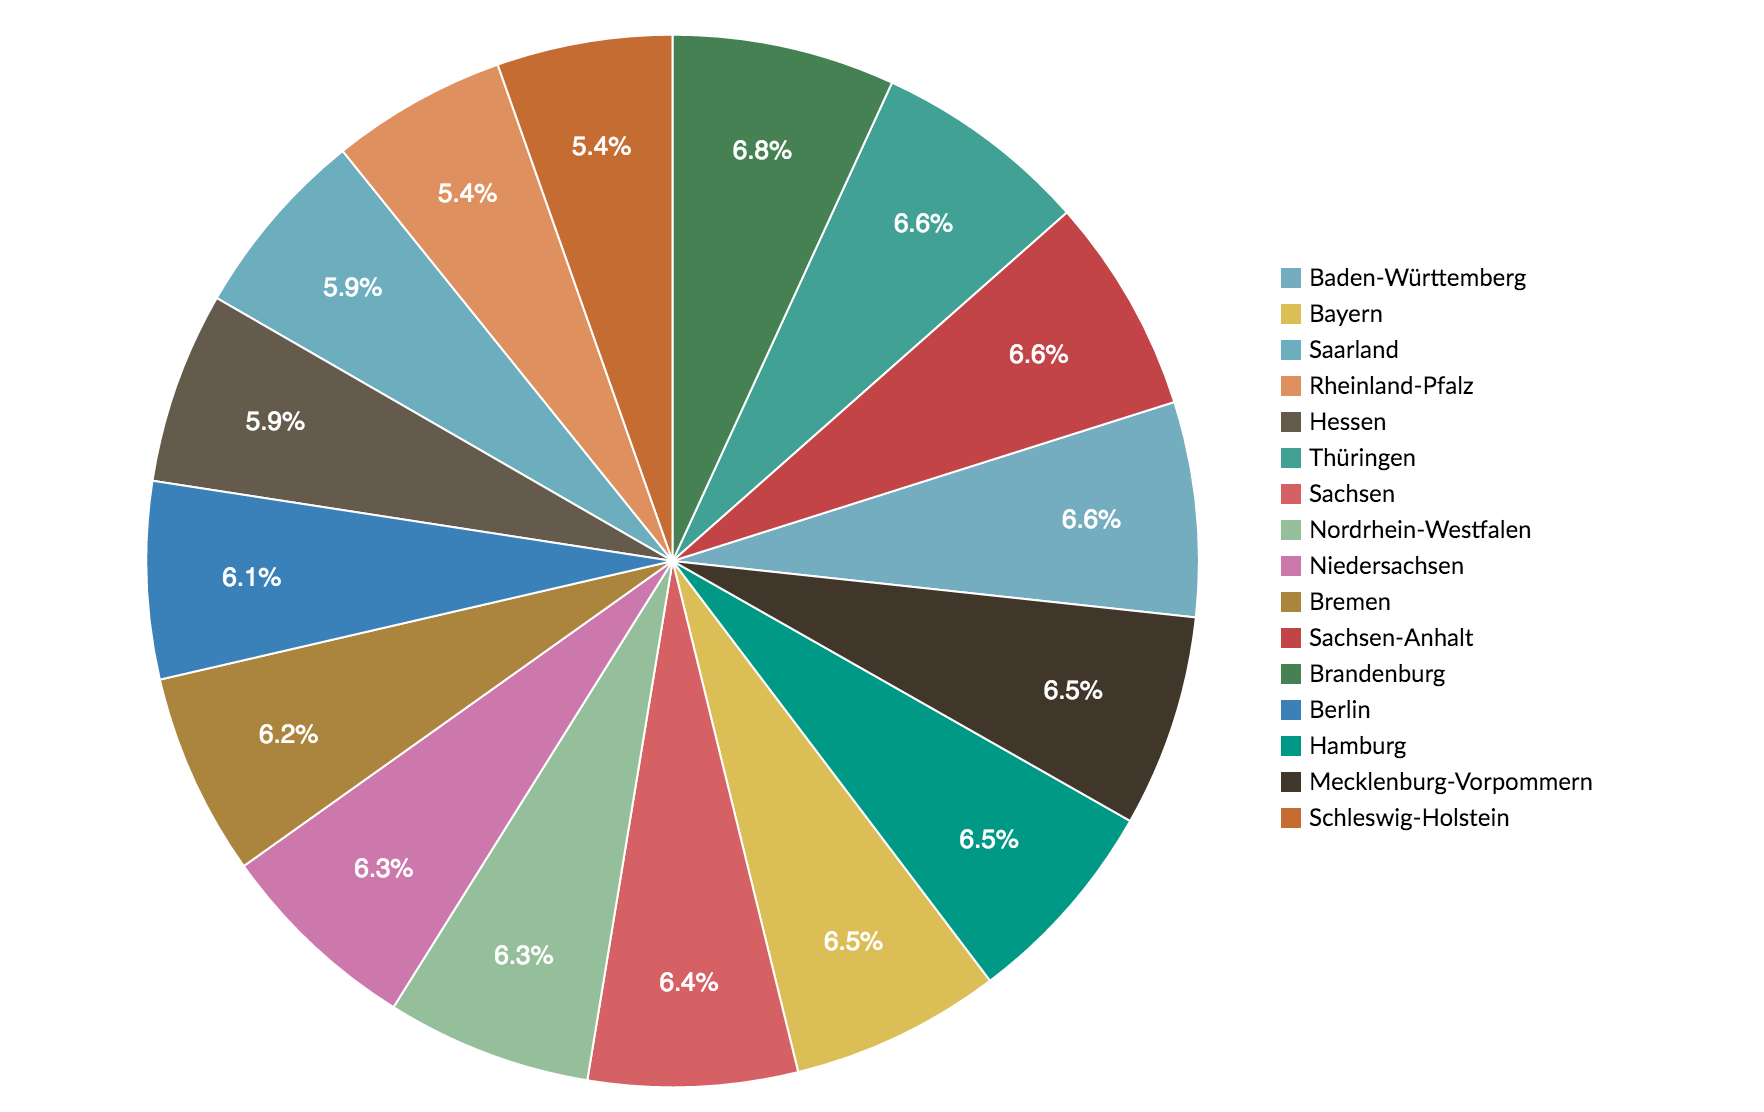 5.4%
6.8%
5.4%
6.6%
5.9%
6.6%
5.9%
6.6%
6.1%
6.5%
6.2%
6.5%
6.3%
6.5%
6.3%
6.4%
Baden-Württemberg
Bayern
Saarland
Rheinland-Pfalz
Hessen
Thüringen
Sachsen
Nordrhein-Westfalen
Niedersachsen
Bremen
Sachsen-Anhalt
Brandenburg
Berlin
Hamburg
Mecklenburg-Vorpommern
Schleswig-Holstein